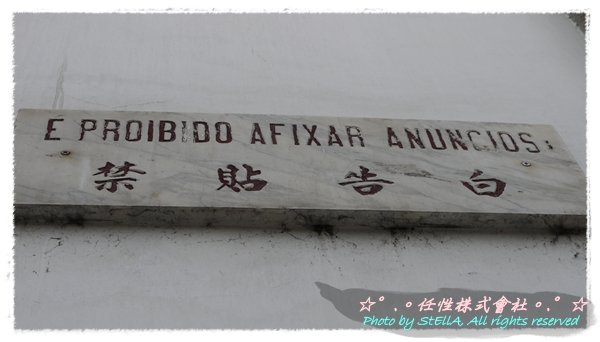 E PROIBIDO AFIXAR ANUNCIOS:
禁貼告白
☆°.。任性株式會社。.°☆
Photo by StEllA, All rights reserved